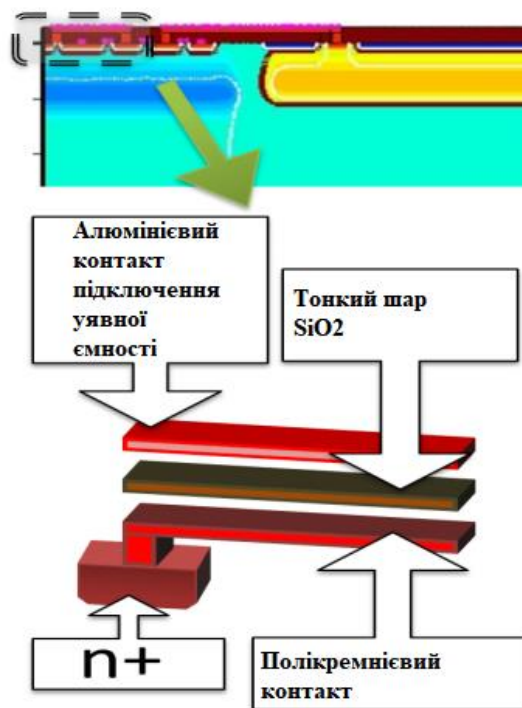 Алюмінієвий
контакт
підключення
уявної
ємності
Тонкий шар
SiO2
n+
Полікремнієвий
контакт